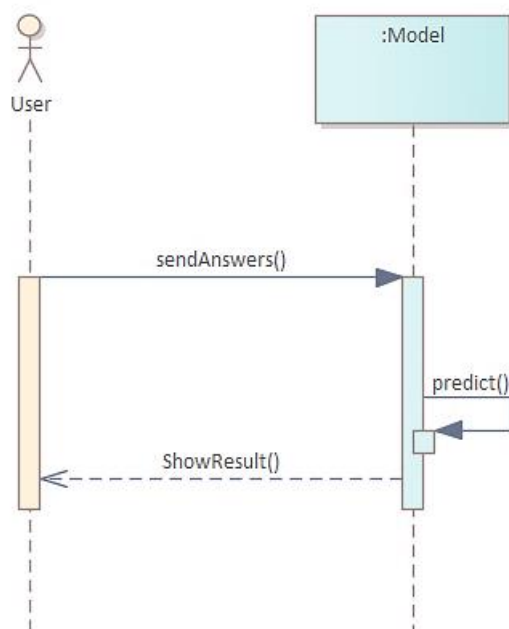 :Model
User
sendAnswers()
predict()
ShowResult()